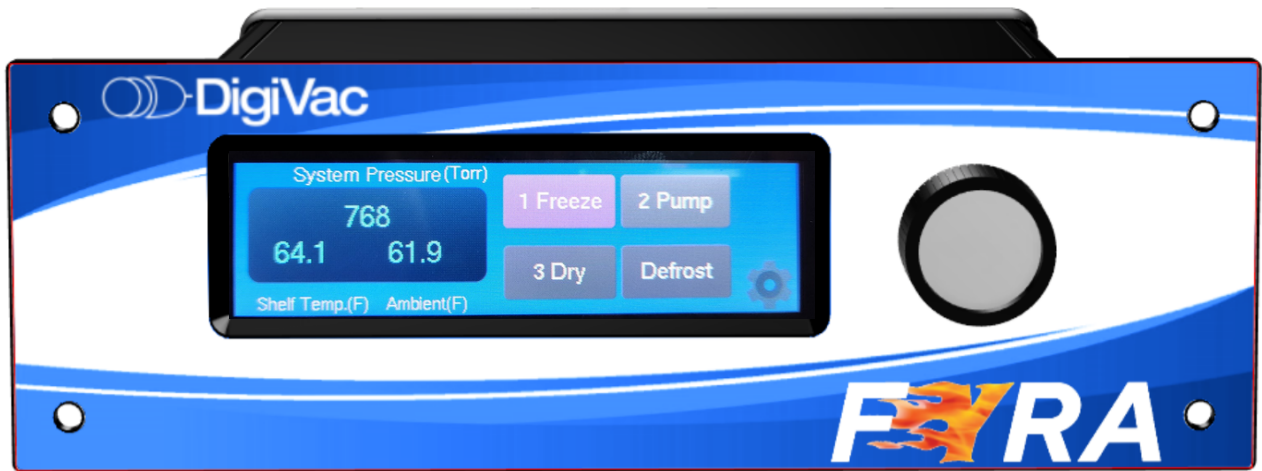 DigiVac
System Pressure (Torr)
768
64.1 61.9
Shelf Temp.(F) Ambient(F)
1 Freeze 2 Pump
3 Dry Defrost
FYRA